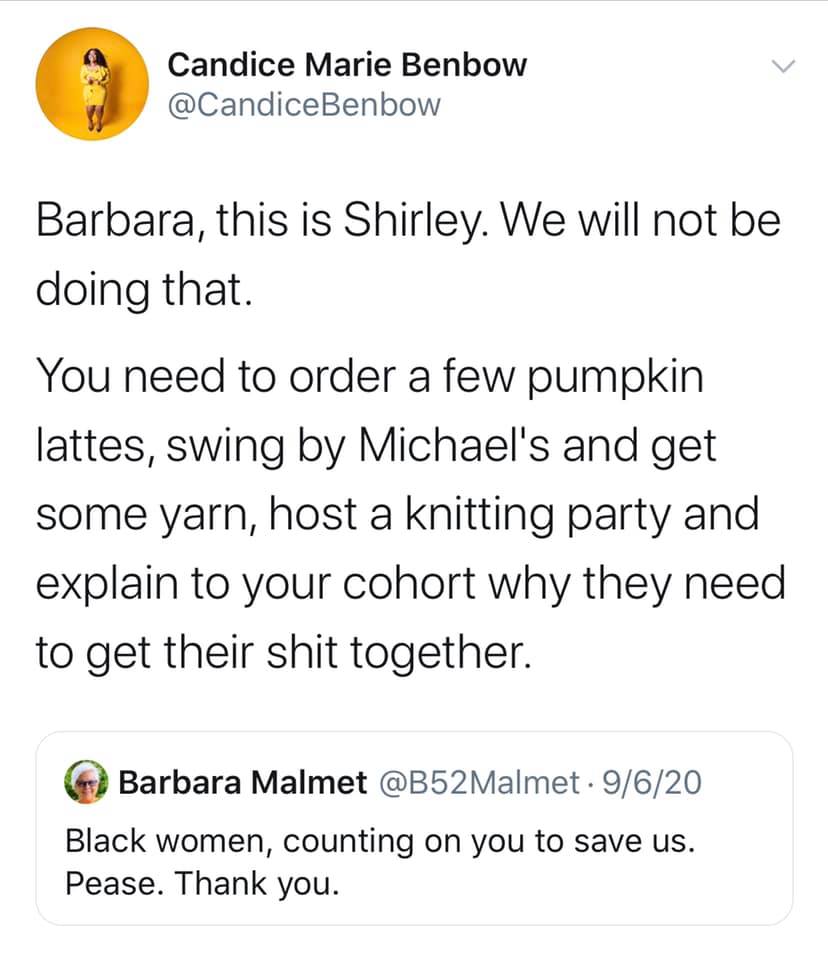 Candice Marie Benbow
@CandiceBenbow
Barbara, this is Shirley. We will not be
doing that.
You need to order a few pumpkin
lattes, swing by Michael's and get
some yarn, host a knitting party and
explain to your cohort why they need
to get their shit together.
Barbara Malmet @B52Malmet · 9/6/20
Black women, counting on you to save us.
Pease. Thank you.